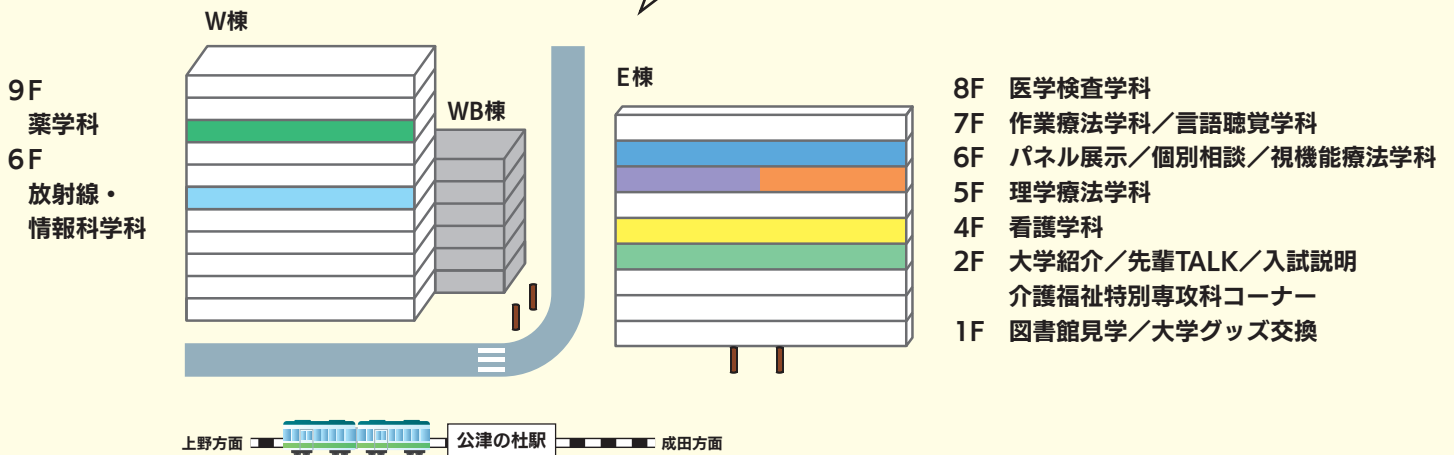 W棟
9F
薬学科
6F
放射線・
情報科学科
WB棟
E棟
8F 医学検査学科
7F 作業療法学科／言語聴覚学科
6F パネル展示／個別相談／視機能療法学科
5F 理学療法学科
4F 看護学科
2F 大学紹介／先輩TALK／入試説明
介護福祉特別専攻科コーナー
1F 図書館見学／大学グッズ交換
上野方面
公津の杜駅
成田方面